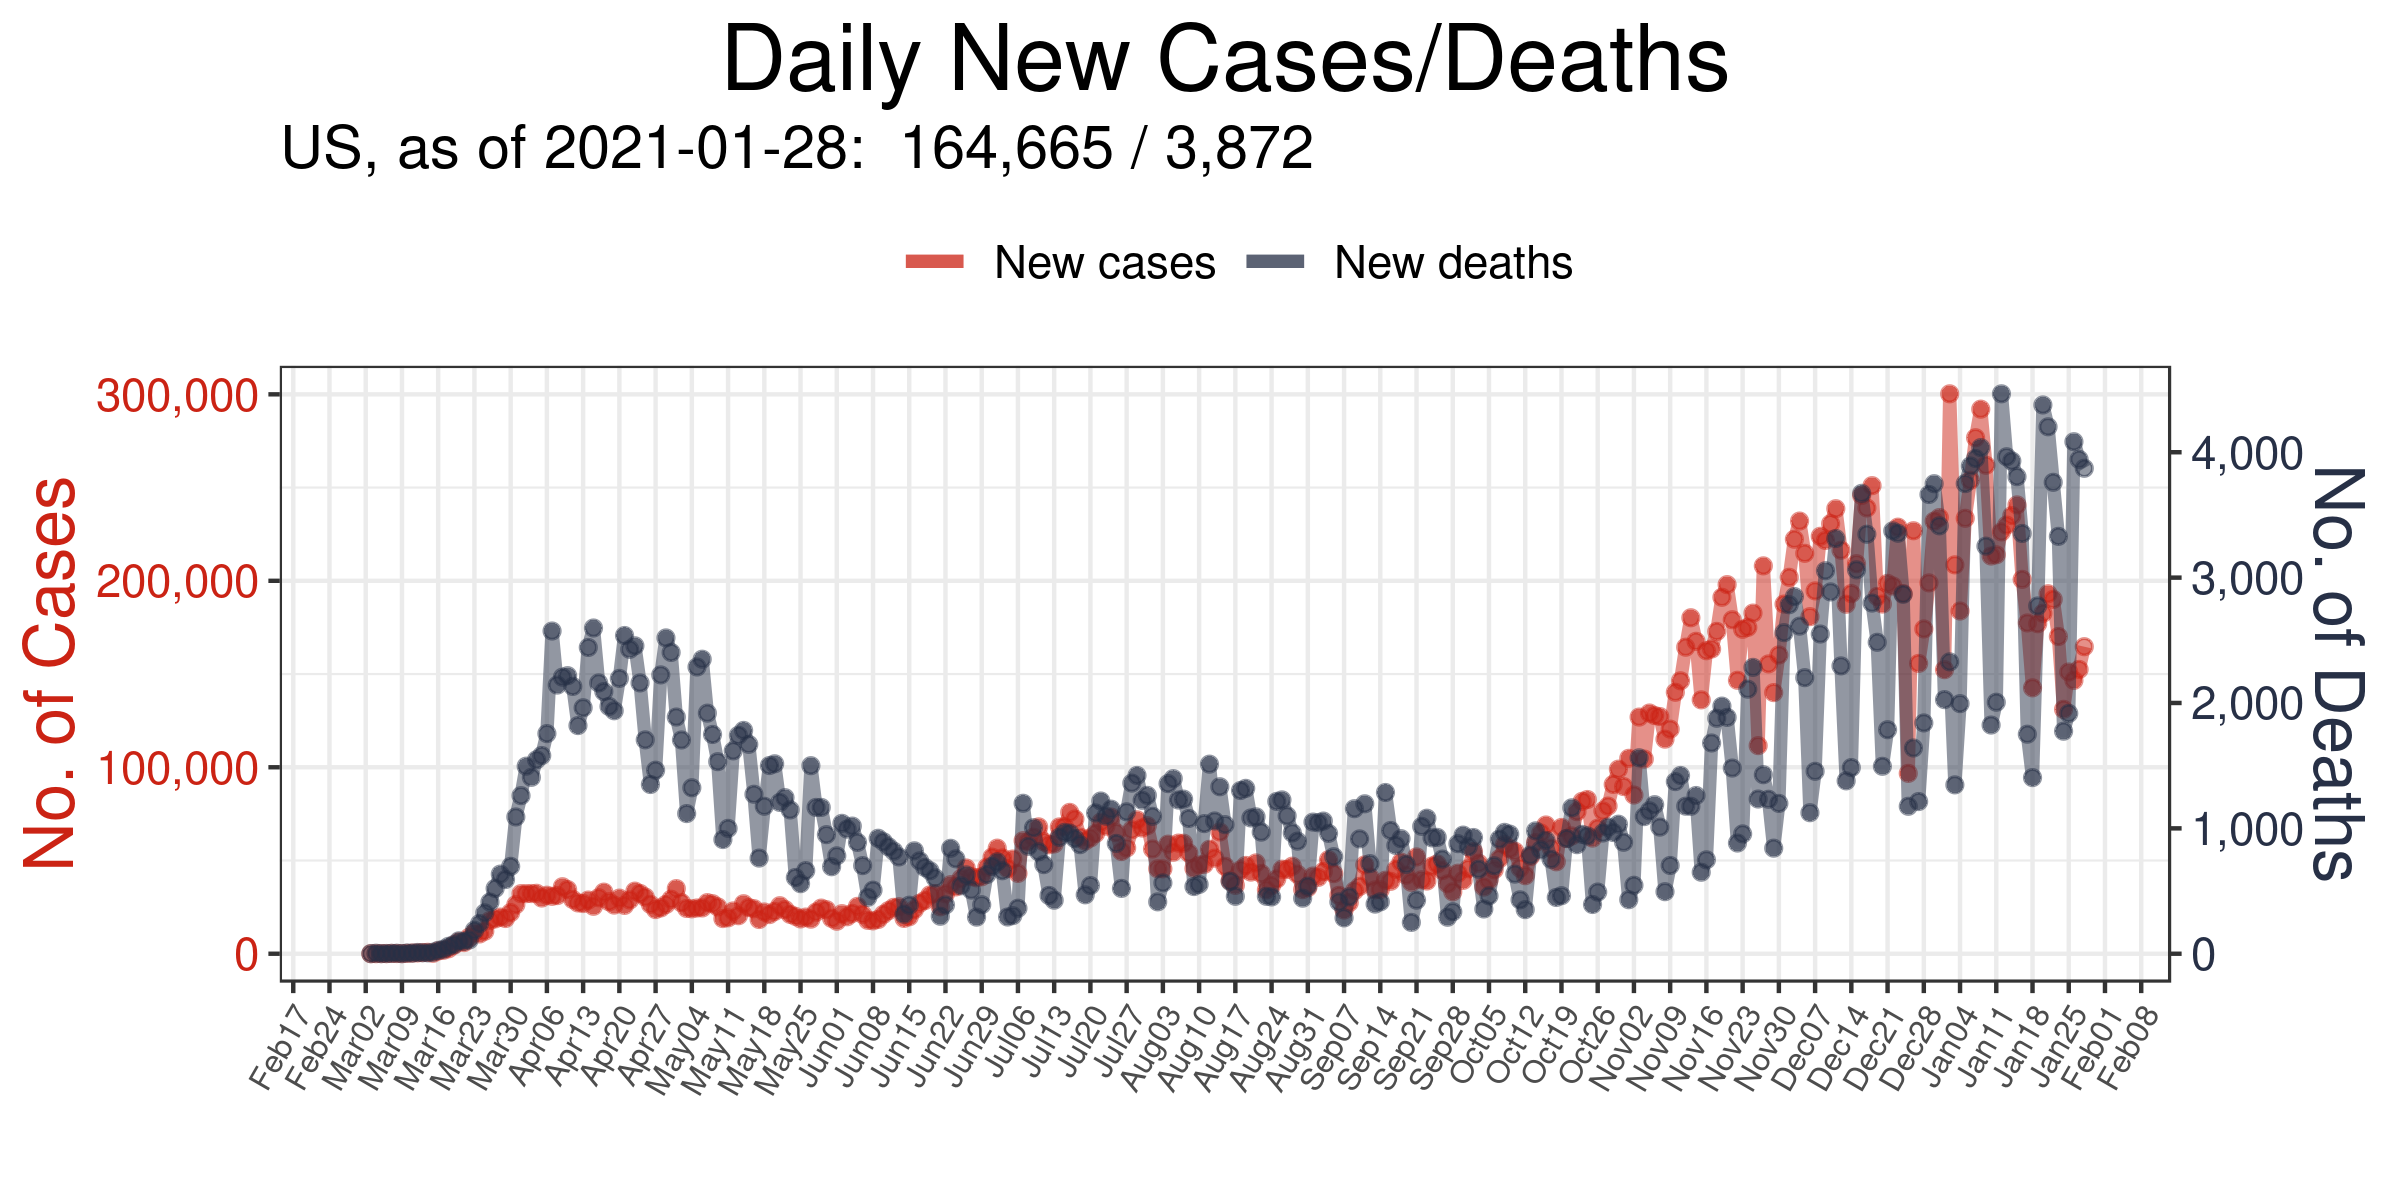 Daily New Cases/Deaths
US, as of 2021-01-28:  164,665 / 3,872
New cases
New deaths
No. of Cases
300,000
200,000
100,000
0
No. of Deaths
4,000
3,000
2,000
1,000
0
Feb17
Feb24
Mar02
Mar09
Mar16
Mar23
Mar30
Apr06
Apr13
Apr20
Apr27
May04
May11
May18
May25
Jun01
Jun08
Jun15
Jun22
Jun29
Jul06
Jul13
Jul20
Jul27
Aug03
Aug10
Aug17
Aug24
Aug31
Sep07
Sep14
Sep21
Sep28
Oct05
Oct12
Oct19
Oct26
Nov02
Nov09
Nov16
Nov23
Nov30
Dec07
Dec14
Dec21
Dec28
Jan04
Jan11
Jan18
Jan25
Feb01
Feb08